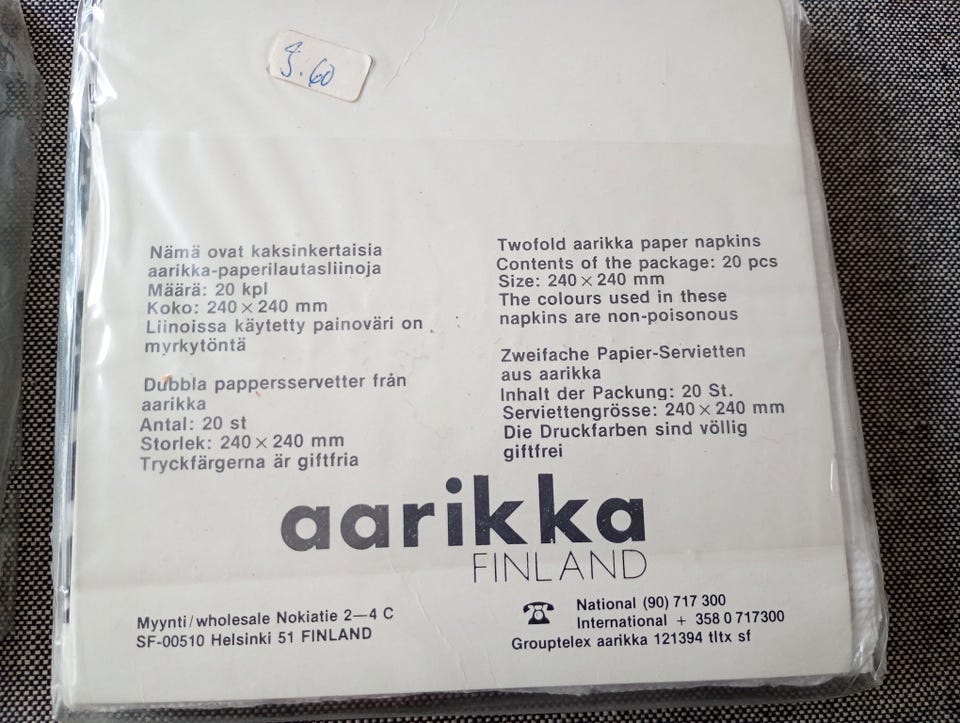 5.60
Nämä ovat kaksinkertaisia
aarikka-paperilautasliinoja
Määrä: 20 kpl
Koko: 240 × 240 mm
Liinoissa käytetty painoväri on
myrkytöntä
Dubbla pappersservetter från
aarikka
Antal: 20 st
Storlek: 240 × 240 mm
Tryckfärgerna är giftfria
Twofold aarikka paper napkins
Contents of the package: 20 pcs
Size: 240 × 240 mm
The colours used in these
napkins are non-poisonous
Zweifache Papier-Servietten
aus aarikka
Inhalt der Packung: 20 St.
Serviettengrösse: 240 × 240 mm
Die Druckfarben sind völlig
giftfrei
aarikka
FINLAND
Myynti/wholesale Nokiatie 2—4 C
SF-00510 Helsinki 51 FINLAND
National (90) 717 300
International + 358 0 717300
Grouptelex aarikka 121394 tltx sf